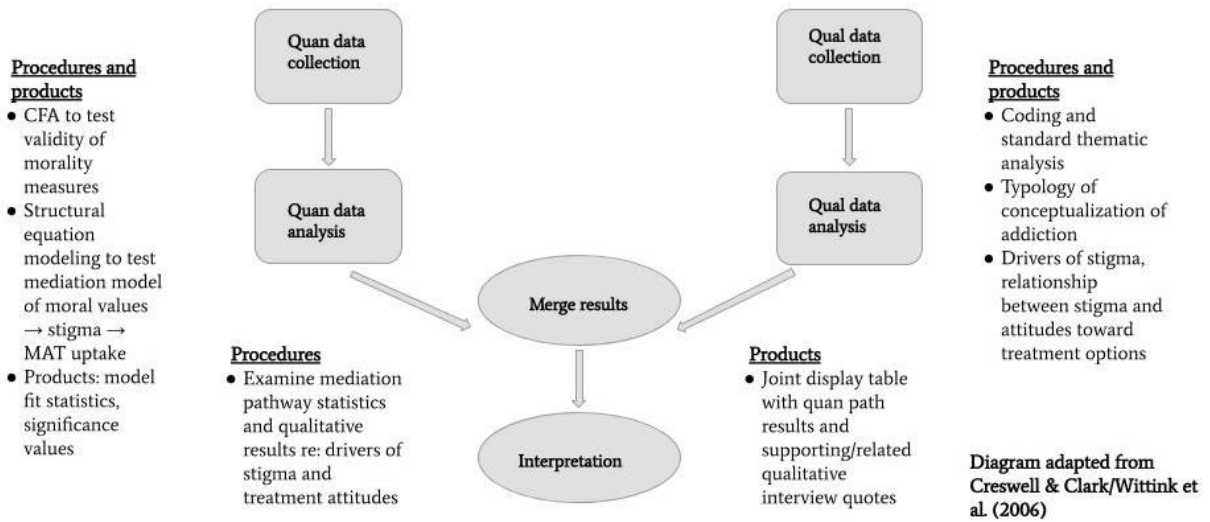 Procedures and
products
● CFA to test
validity of
morality
measures
● Structural
equation
modeling to test
mediation model
of moral values
→ stigma →
MAT uptake
● Products: model
fit statistics,
significance
values
Quan data
collection
Quan data
analysis
Qual data
collection
Qual data
analysis
Merge results
Interpretation
Procedures
● Examine mediation
pathway statistics
and qualitative
results re: drivers of
stigma and
treatment attitudes
Products
● Joint display table
with quan path
results and
supporting/related
qualitative
interview quotes
Procedures and
products
● Coding and
standard thematic
analysis
● Typology of
conceptualization of
addiction
● Drivers of stigma,
relationship
between stigma and
attitudes toward
treatment options
Diagram adapted from
Creswell & Clark/Wittink et
al. (2006)